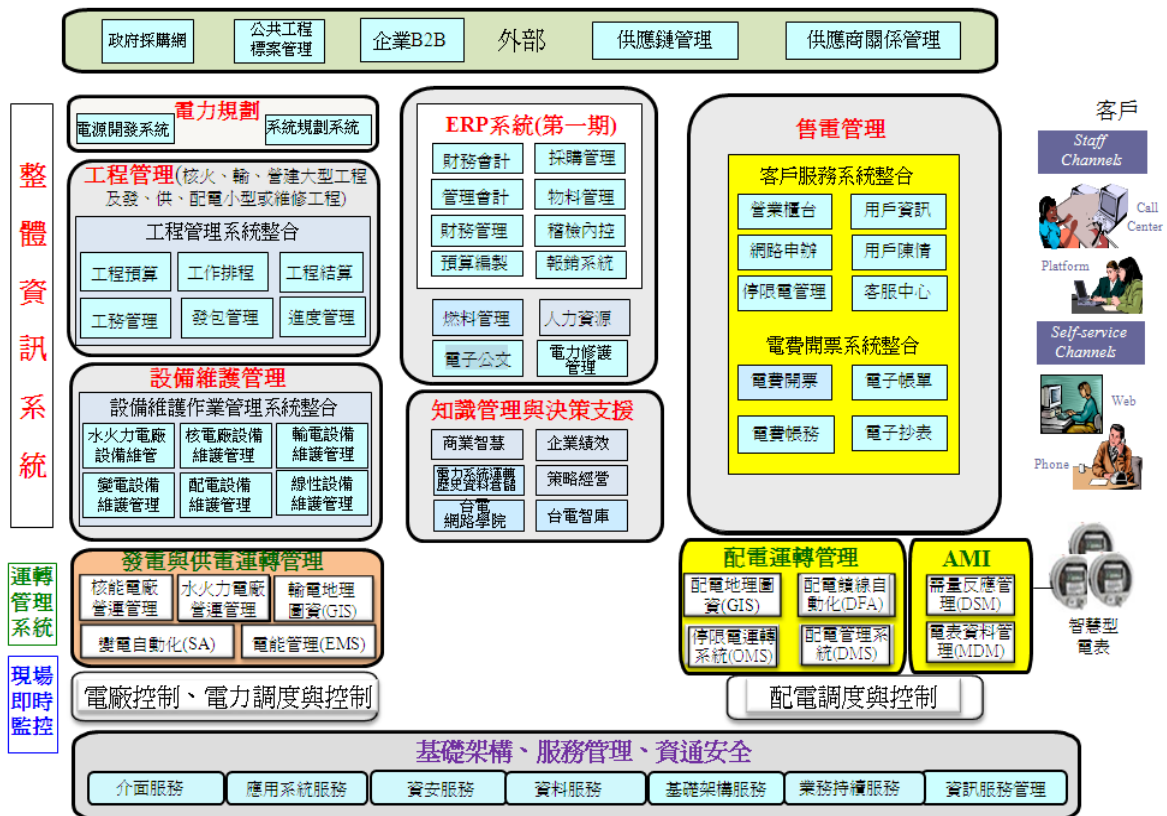 政府採購網
公共工程
標案管理
企業B2B
外部
供應鏈管理
供應商關係管理
整體資訊系統
電力規劃
電源開發系統
系統規劃系統
工程管理(核火、輸、營建大型工程
及發、供、配電小型或維修工程)
工程管理系統整合
工程預算
工作排程
工程結算
工務管理
發包管理
進度管理
設備維護管理
設備維護作業管理系統整合
水火力電廠
設備維管
核電廠設備
維護管理
輸電設備
維護管理
變電設備
維護管理
配電設備
維護管理
線性設備
維護管理
ERP系統(第一期)
財務會計
採購管理
管理會計
物料管理
財務管理
稽檢內控
預算編製
報銷系統
燃料管理
人力資源
電子公文
電力修護
管理
知識管理與決策支援
商業智慧
企業績效
電力系統運轉
歷史資料倉儲
策略經營
台電
網路學院
台電智庫
售電管理
客戶服務系統整合
營業櫃台
用戶資訊
網路申辦
用戶陳情
停限電管理
客服中心
電費開票系統整合
電費開票
電子帳單
電費帳務
電子抄表
客戶
Staff
Channels
Call
Center
Platform
Self-service
Channels
Web
Phone
運轉
管理
系統
發電與供電運轉管理
核能電廠
營運管理
水火力電廠
營運管理
輸電地理
圖資(GIS)
變電自動化(SA)
電能管理(EMS)
配電運轉管理
配電地理圖
資(GIS)
配電饋線自
動化(DFA)
停限電運轉
系統(OMS)
配電管理系
統(DMS)
AMI
需量反應管
理(DSM)
電表資料管
理(MDM)
智慧型
電表
現場
即時
監控
電廠控制、電力調度與控制
配電調度與控制
基礎架構、服務管理、資通安全
介面服務
應用系統服務
資安服務
資料服務
基礎架構服務
業務持續服務
資訊服務管理